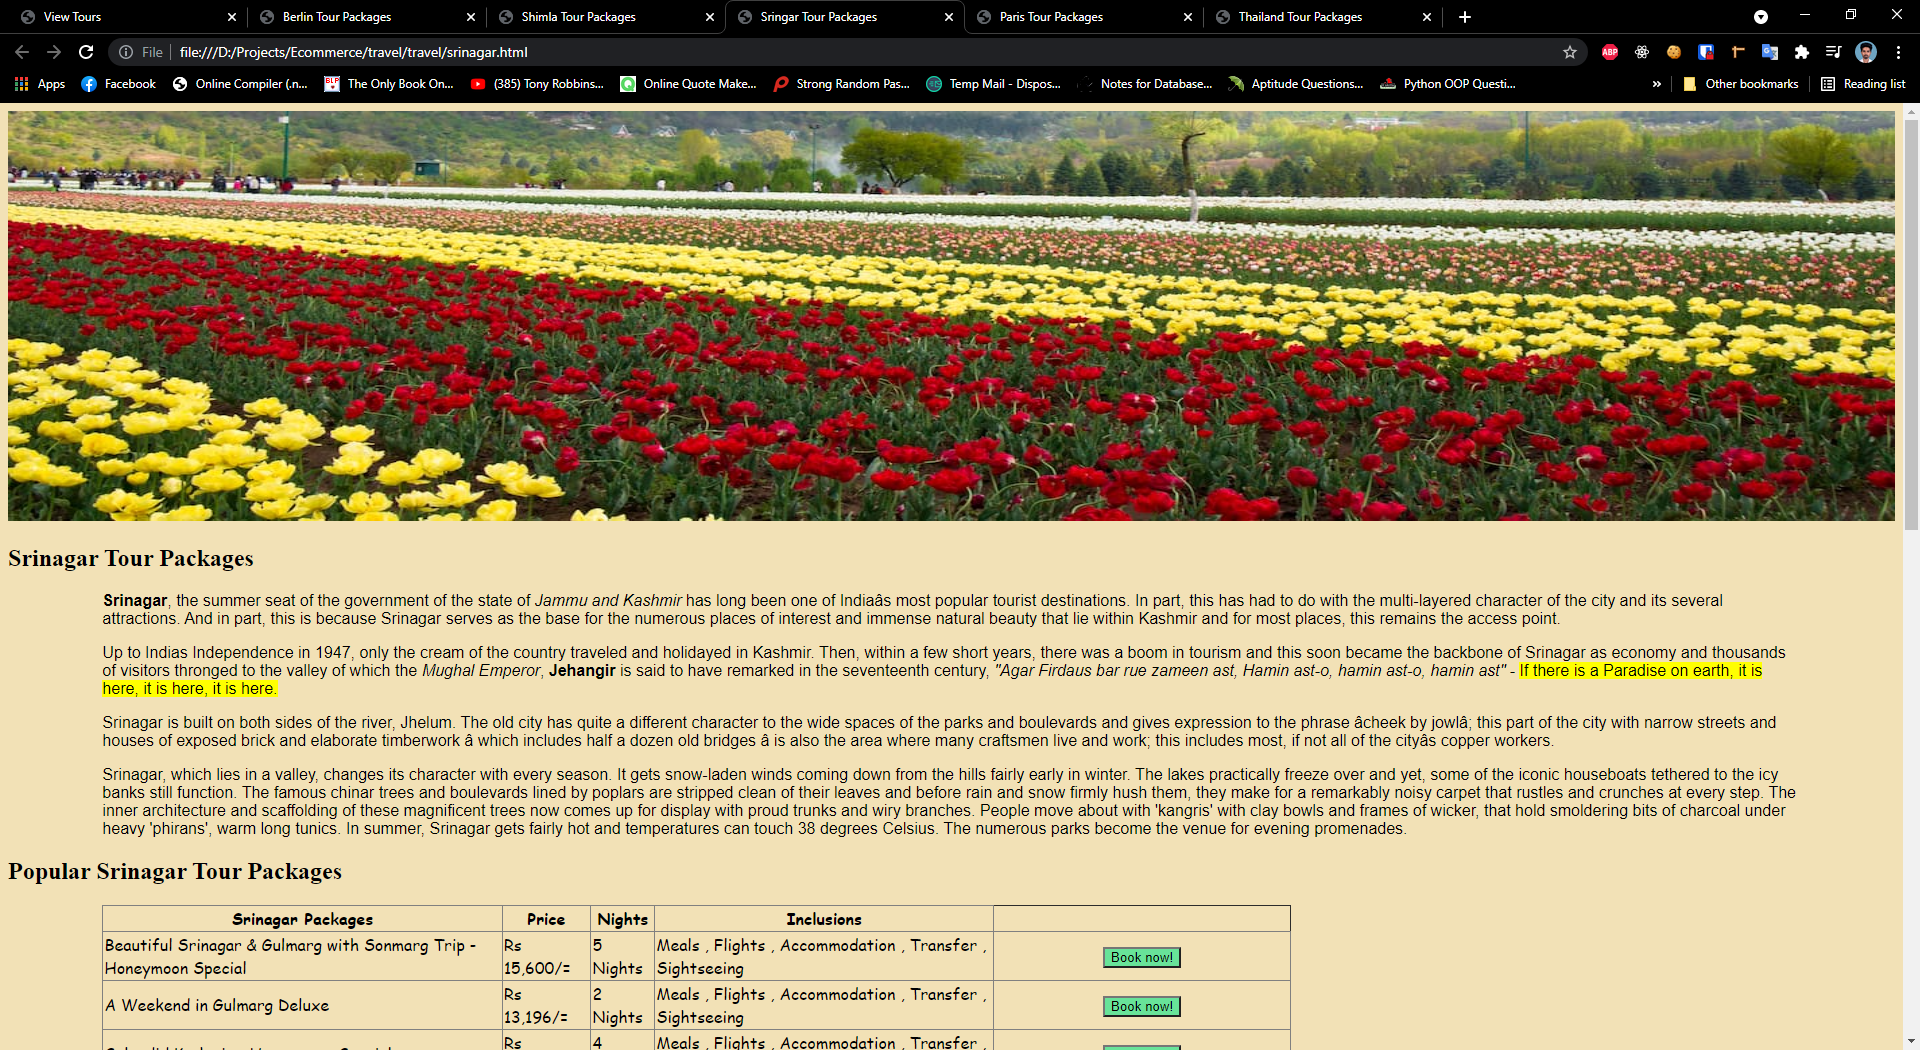 View Tours
Berlin Tour Packages
Shimla Tour Packages
Sringar Tour Packages
Paris Tour Packages
Thailand Tour Packages
File file:///D:/Projects/Ecommerce/travel/travel/srinagar.html
ABP
Apps Facebook Online Compiler (.n... BLP The Only Book On... (385) Tony Robbins... Online Quote Make... Strong Random Pas... Temp Mail - Dispos... Notes for Database... Aptitude Questions... Python OOP Questi... » Other bookmarks Reading list
Srinagar Tour Packages
Srinagar, the summer seat of the government of the state of Jammu and Kashmir has long been one of Indiaâs most popular tourist destinations. In part, this has had to do with the multi-layered character of the city and its several
attractions. And in part, this is because Srinagar serves as the base for the numerous places of interest and immense natural beauty that lie within Kashmir and for most places, this remains the access point.
Up to Indias Independence in 1947, only the cream of the country traveled and holidayed in Kashmir. Then, within a few short years, there was a boom in tourism and this soon became the backbone of Srinagar as economy and thousands
of visitors thronged to the valley of which the Mughal Emperor, Jehangir is said to have remarked in the seventeenth century, "Agar Firdaus bar rue zameen ast, Hamin ast-o, hamin ast-o, hamin ast" - If there is a Paradise on earth, it is
here, it is here, it is here.
Srinagar is built on both sides of the river, Jhelum. The old city has quite a different character to the wide spaces of the parks and boulevards and gives expression to the phrase âcheek by jowlâ; this part of the city with narrow streets and
houses of exposed brick and elaborate timberwork â which includes half a dozen old bridges â is also the area where many craftsmen live and work; this includes most, if not all of the cityâs copper workers.
Srinagar, which lies in a valley, changes its character with every season. It gets snow-laden winds coming down from the hills fairly early in winter. The lakes practically freeze over and yet, some of the iconic houseboats tethered to the icy
banks still function. The famous chinar trees and boulevards lined by poplars are stripped clean of their leaves and before rain and snow firmly hush them, they make for a remarkably noisy carpet that rustles and crunches at every step. The
inner architecture and scaffolding of these magnificent trees now comes up for display with proud trunks and wiry branches. People move about with 'kangris' with clay bowls and frames of wicker, that hold smoldering bits of charcoal under
heavy 'phirans', warm long tunics. In summer, Srinagar gets fairly hot and temperatures can touch 38 degrees Celsius. The numerous parks become the venue for evening promenades.
Popular Srinagar Tour Packages
Srinagar Packages Price Nights Inclusions
Beautiful Srinagar & Gulmarg with Sonmarg Trip -
Honeymoon Special
Rs
15,600/=
5
Nights
Meals , Flights , Accommodation , Transfer ,
Sightseeing
Book now!
A Weekend in Gulmarg Deluxe
Rs
13,196/=
2
Nights
Meals , Flights , Accommodation , Transfer ,
Sightseeing
Book now!
Rs
4
Meals , Flights , Accommodation , Transfer ,